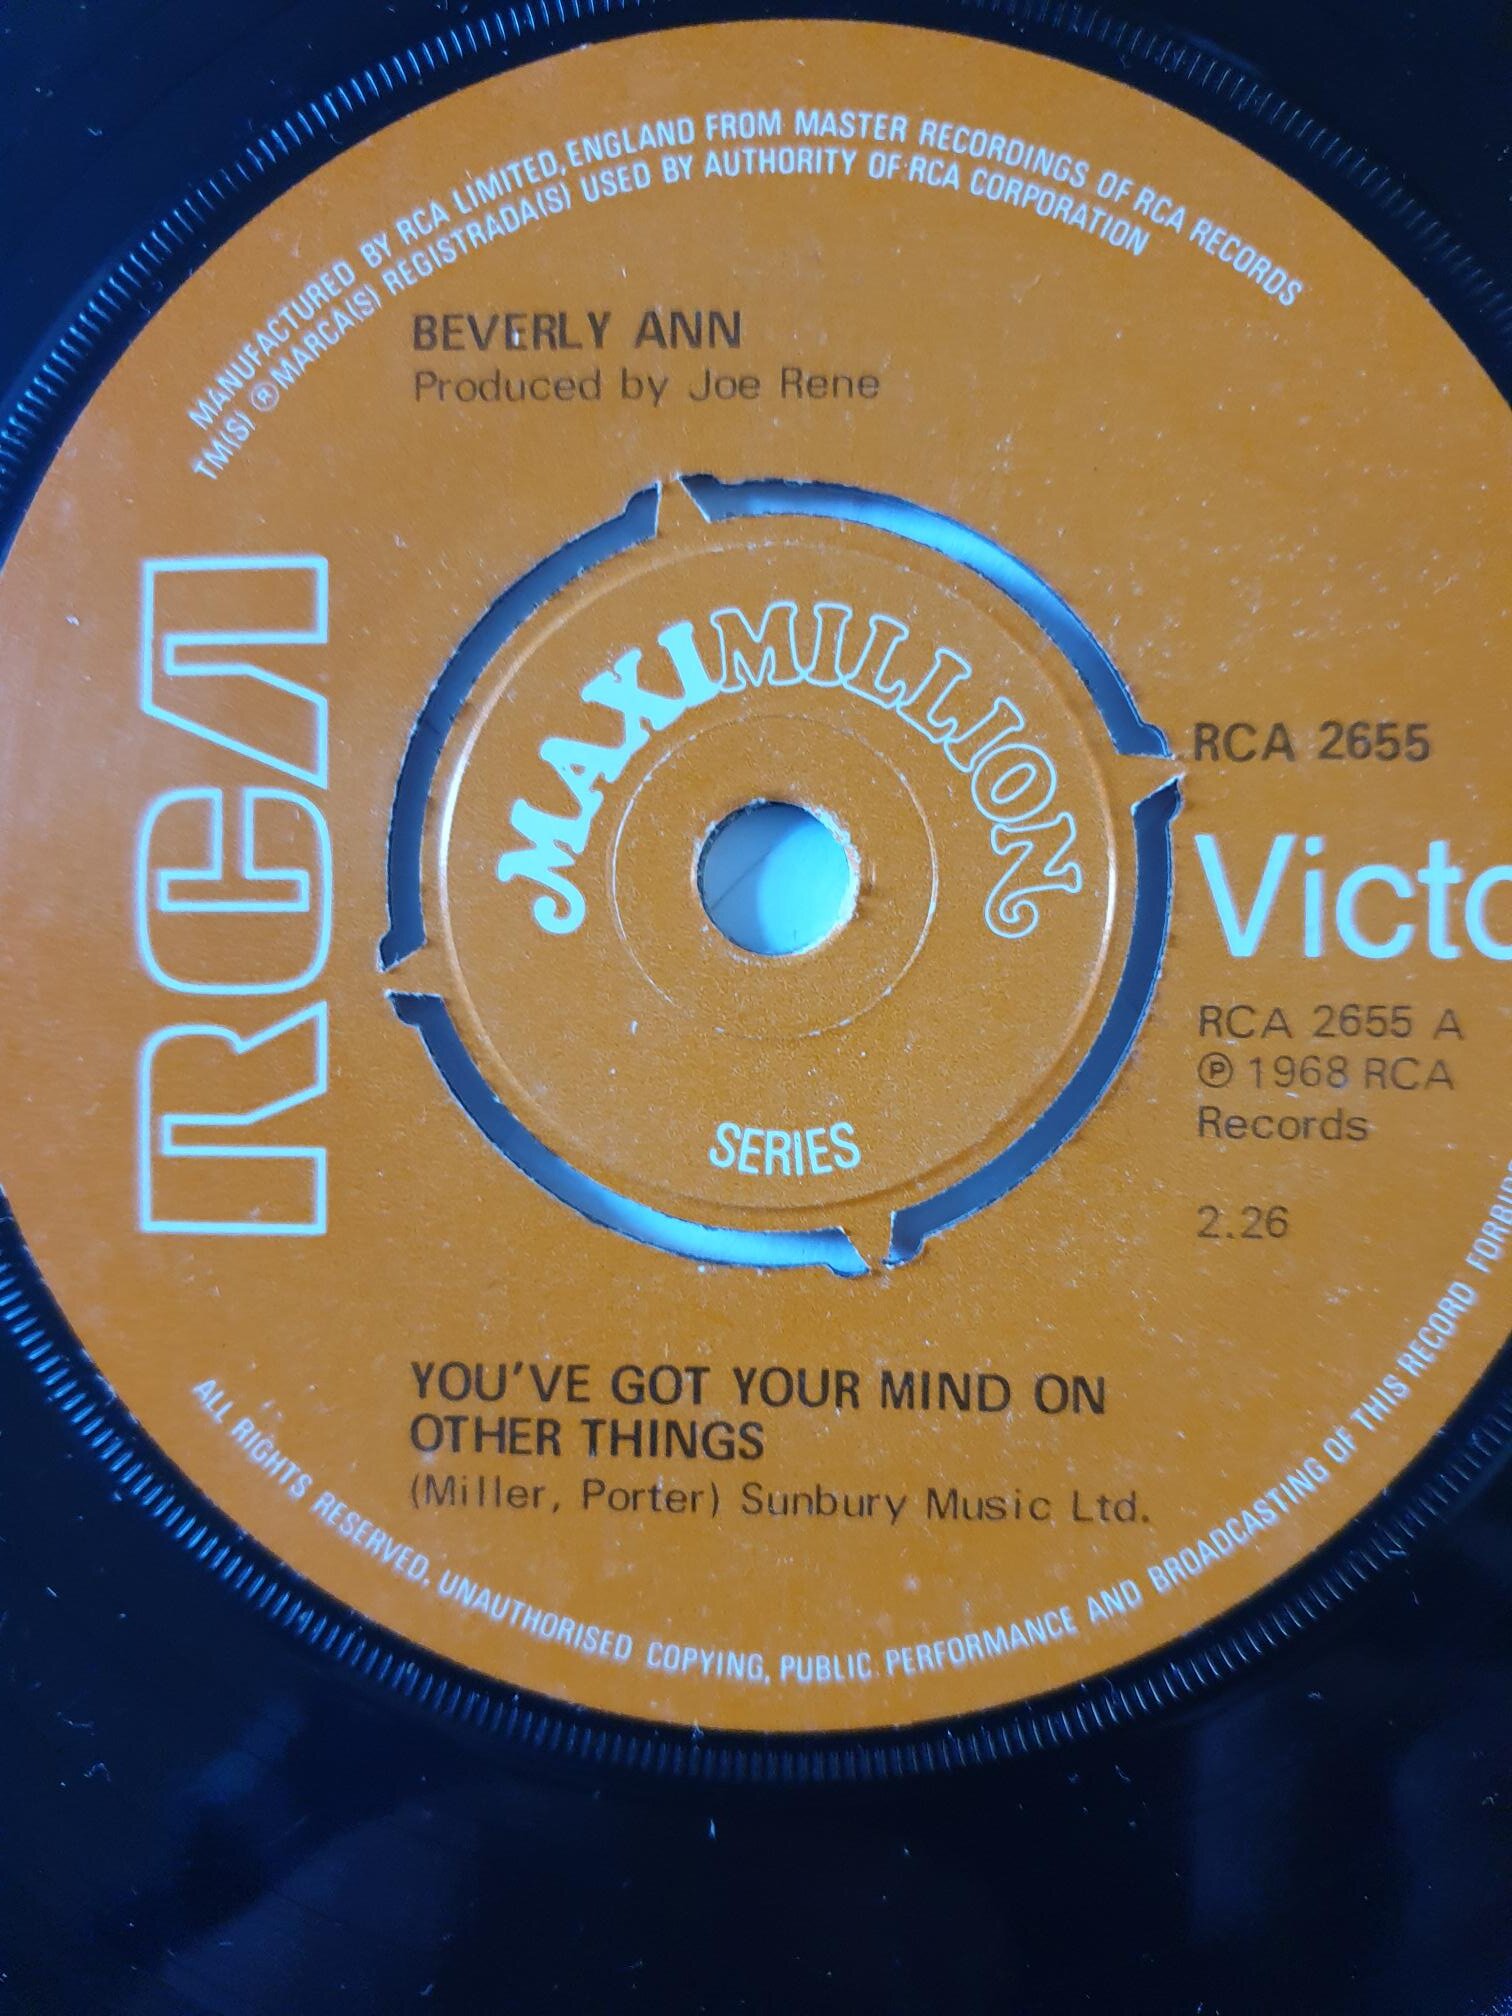 MANUFACTURED BY RCA LIMITED, ENGLAND FROM MASTER RECORDINGS OF RCA RECORDS
TM(S) ® MARCA(S) REGISTRADA(S) USED BY AUTHORITY OF RCA CORPORATION
BEVERLY ANN
Produced by Joe Rene
RCA
MAXIMILLION
SERIES
RCA 2655
Victo
RCA 2655 A
℗ 1968 RCA
Records
2.26
YOU'VE GOT YOUR MIND ON
OTHER THINGS
(Miller, Porter) Sunbury Music Ltd.
ALL RIGHTS RESERVED. UNAUTHORISED COPYING, PUBLIC PERFORMANCE AND BROADCASTING OF THIS RECORD FORBID